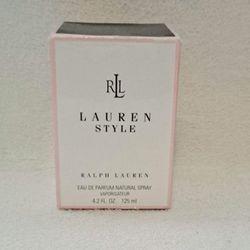 RLL
LAUREN
STYLE
RALPH LAUREN
EAU DE PARFUM NATURAL SPRAY
VAPORISATEUR
4.2 FL. OZ. 125 ml